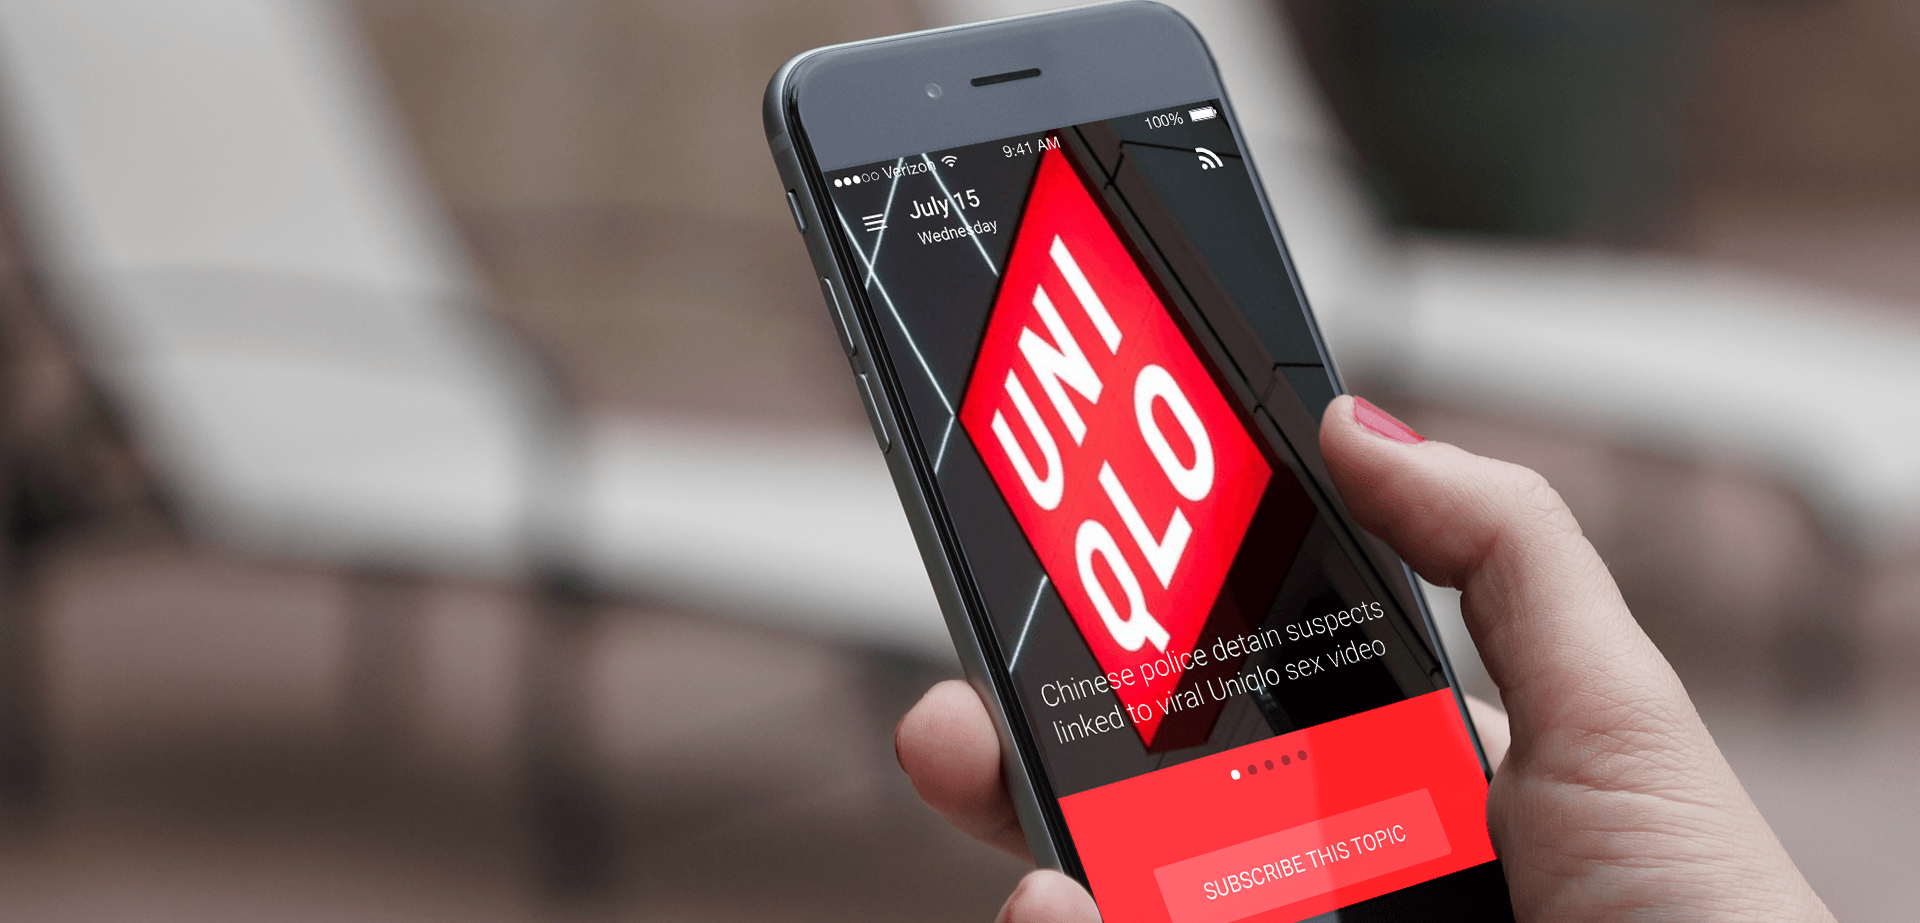 Verizon
9:41 AM
100%
July 15
Wednesday
UNI
QLO
Chinese police detain suspects
linked to viral Uniqlo sex video
SUBSCRIBE THIS TOPIC